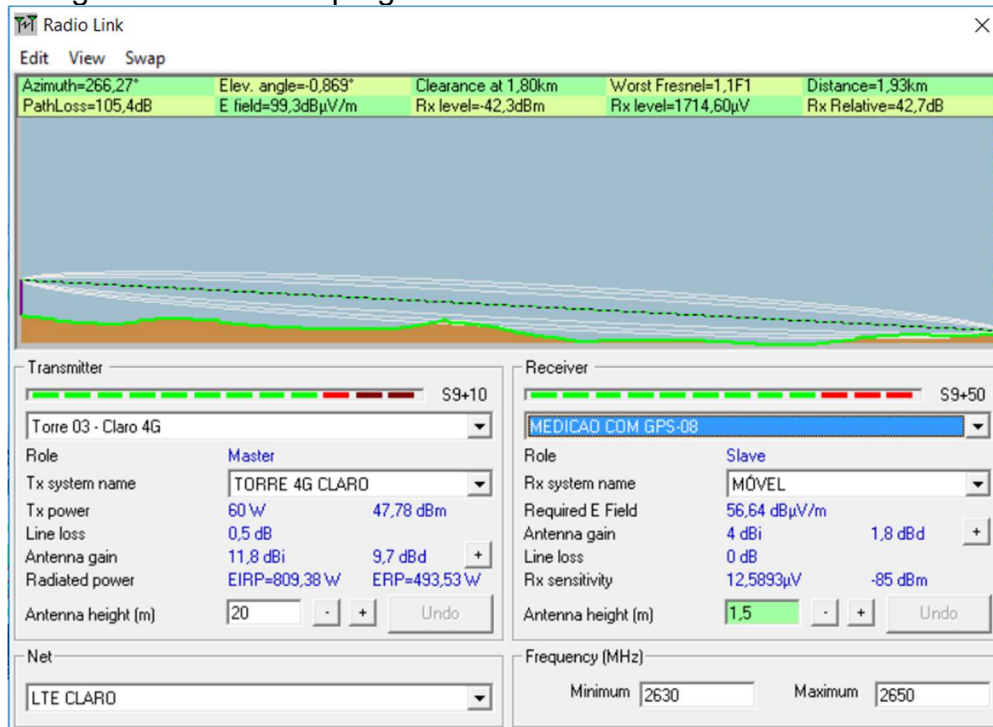 Radio Link
Edit View Swap
Azimuth=266,27° Elev. angle=-0,869° Clearance at 1,80km Worst Fresnel=1,1F1 Distance=1,93km
PathLoss=105,4dB E field=99,3dBµV/m Rx level=-42,3dBm Rx level=1714,60µV Rx Relative=42,7dB
Transmitter
S9+10
Torre 03 - Claro 4G
Role Master
Tx system name TORRE 4G CLARO
Tx power 60 W 47,78 dBm
Line loss 0,5 dB
Antenna gain 11,8 dBi 9,7 dBd +
Radiated power EIRP=809,38 W ERP=493,53 W
Antenna height (m) 20 - + Undo
Net
LTE CLARO
Receiver
S9+50
MEDICAO COM GPS-08
Role Slave
Rx system name MÓVEL
Required E Field 56,64 dBµV/m
Antenna gain 4 dBi 1,8 dBd +
Line loss 0 dB
Rx sensitivity 12,5893µV -85 dBm
Antenna height (m) 1,5 - + Undo
Frequency (MHz)
Minimum 2630 Maximum 2650